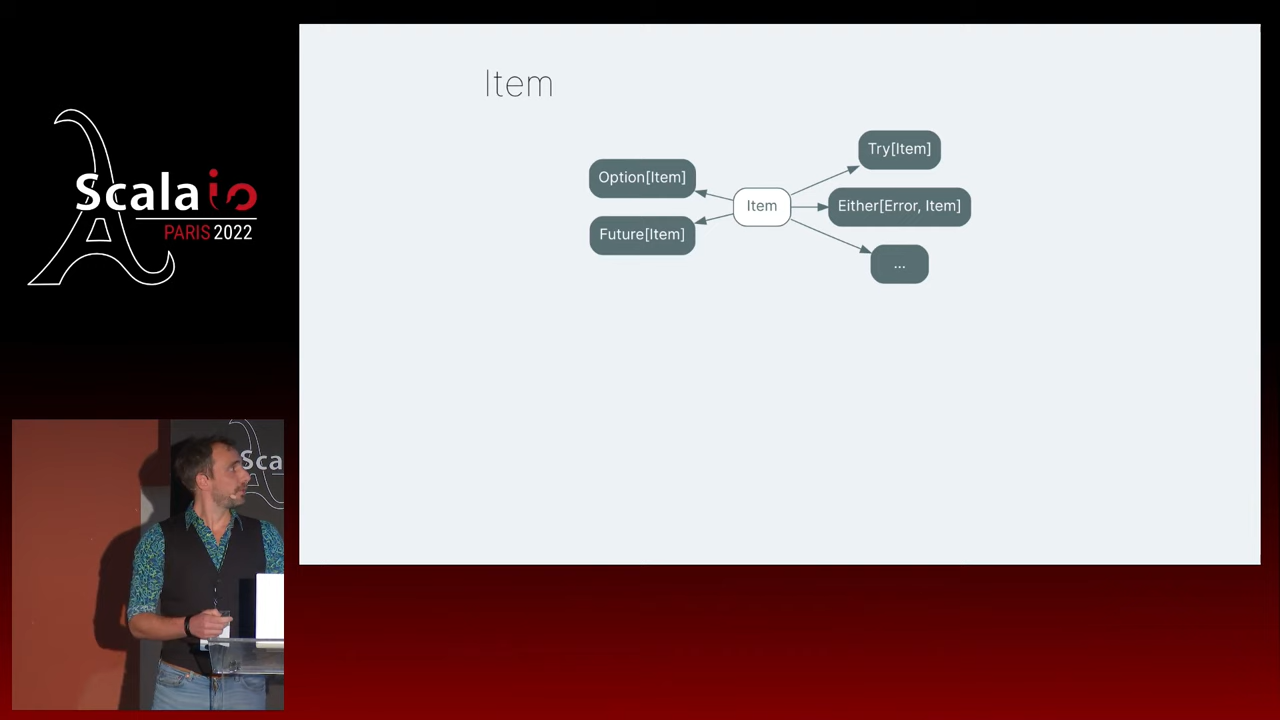 Scala io
PARIS 2022
Item
Try[Item]
Option[Item]
Item
Either[Error, Item]
Future[Item]
...
Sca